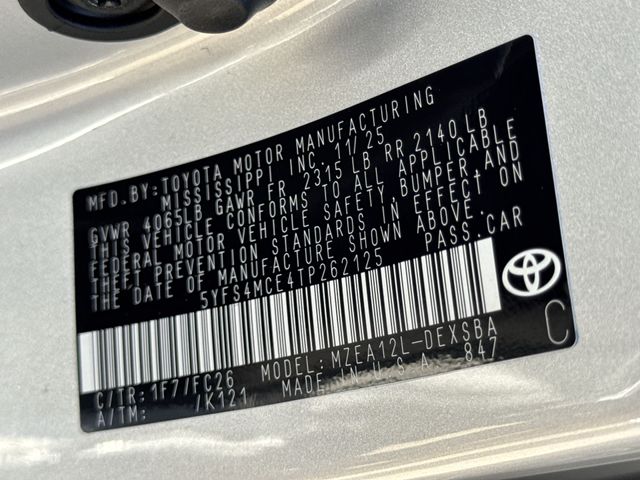 MFD. BY: TOYOTA MOTOR MANUFACTURING
MISSISSIPPI INC. 11/25
GVWR 4065LB GAWR FR 2315 LB RR 2140 LB
THIS VEHICLE CONFORMS TO ALL APPLICABLE
FEDERAL MOTOR VEHICLE SAFETY, BUMPER, AND
THEFT PREVENTION STANDARDS IN EFFECT ON
THE DATE OF MANUFACTURE SHOWN ABOVE.
5YFS4MCE4TP262125 PASS.CAR
C/TR: 1F7/FC26 MODEL: MZEA12L-DEXSBA
A/TM: /K121 MADE IN U.S.A. 847
C